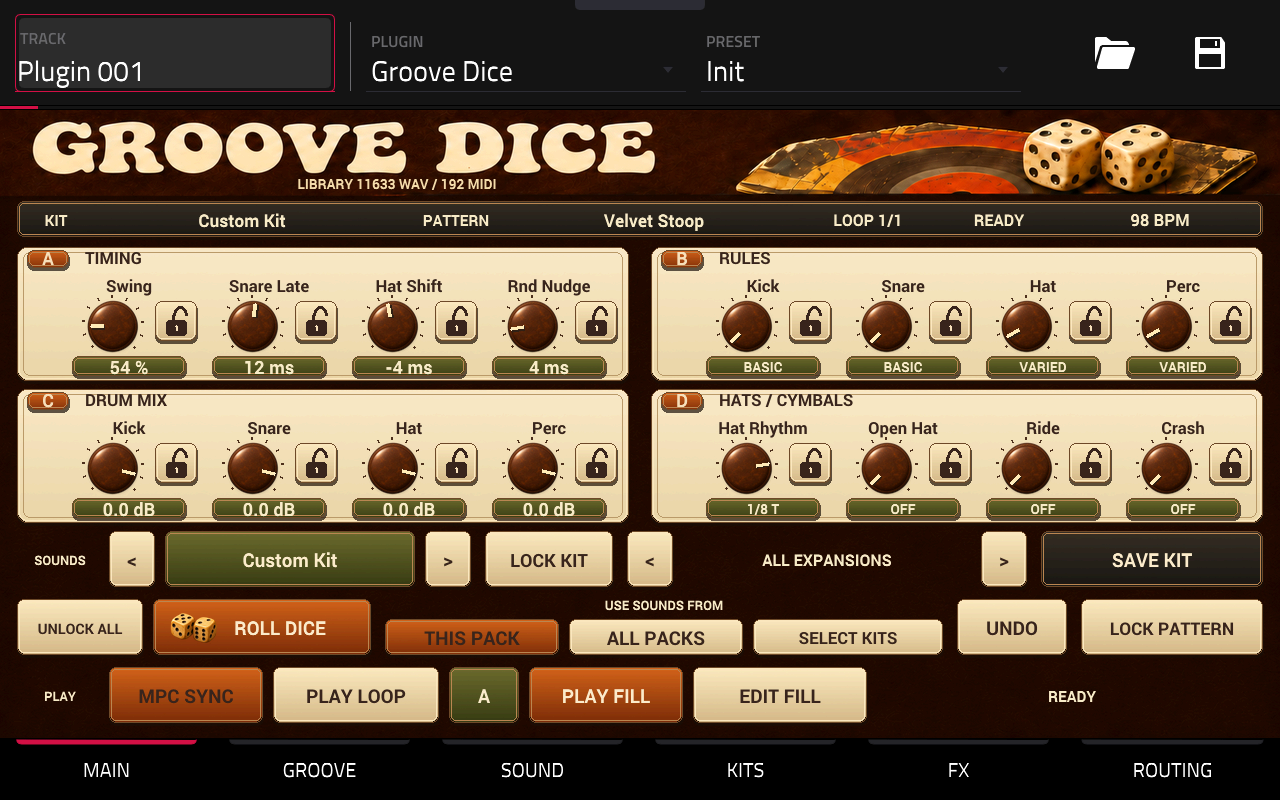 TRACK
Plugin 001
PLUGIN
Groove Dice
PRESET
Init
GROOVE DICE
LIBRARY 11633 WAV / 192 MIDI
KIT Custom Kit PATTERN Velvet Stoop LOOP 1/1 READY 98 BPM
A TIMING
Swing Snare Late Hat Shift Rnd Nudge
54 % 12 ms -4 ms 4 ms
B RULES
Kick Snare Hat Perc
BASIC BASIC VARIED VARIED
C DRUM MIX
Kick Snare Hat Perc
0.0 dB 0.0 dB 0.0 dB 0.0 dB
D HATS / CYMBALS
Hat Rhythm Open Hat Ride Crash
1/8 T OFF OFF OFF
SOUNDS < Custom Kit > LOCK KIT < ALL EXPANSIONS > SAVE KIT
USE SOUNDS FROM
UNLOCK ALL ROLL DICE THIS PACK ALL PACKS SELECT KITS UNDO LOCK PATTERN
PLAY MPC SYNC PLAY LOOP A PLAY FILL EDIT FILL READY
MAIN GROOVE SOUND KITS FX ROUTING